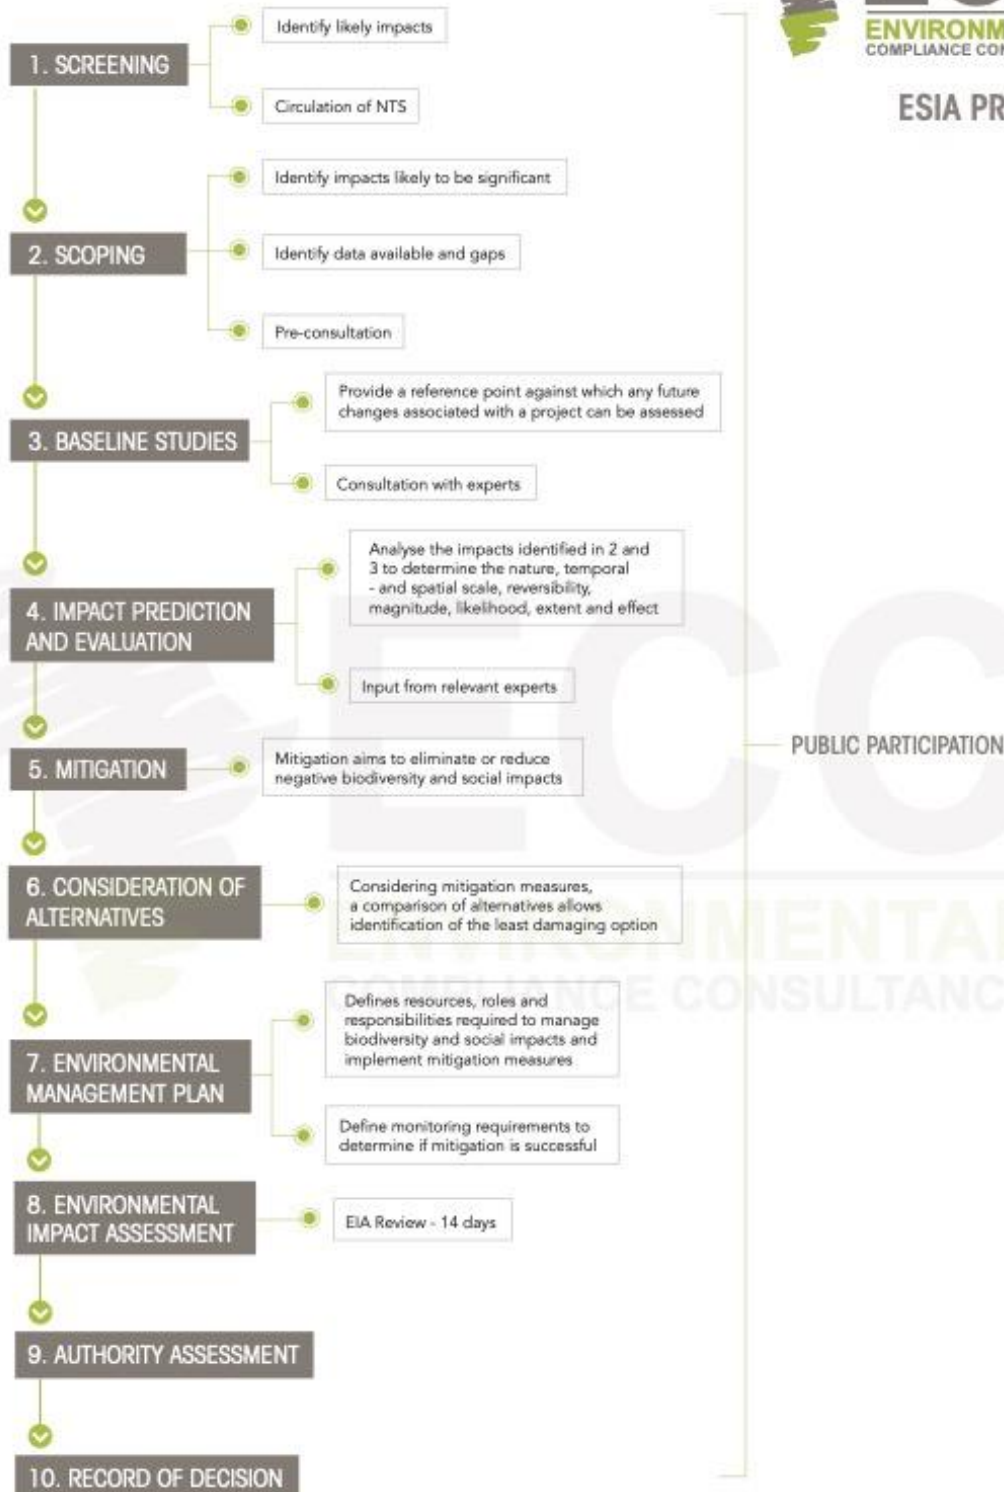 ENVIRONM
COMPLIANCE CON
ESIA PR
1. SCREENING
Identify likely impacts
Circulation of NTS
2. SCOPING
Identify impacts likely to be significant
Identify data available and gaps
Pre-consultation
3. BASELINE STUDIES
Provide a reference point against which any future
changes associated with a project can be assessed
Consultation with experts
4. IMPACT PREDICTION
AND EVALUATION
Analyse the impacts identified in 2 and
3 to determine the nature, temporal
- and spatial scale, reversibility,
magnitude, likelihood, extent and effect
Input from relevant experts
5. MITIGATION
Mitigation aims to eliminate or reduce
negative biodiversity and social impacts
6. CONSIDERATION OF
ALTERNATIVES
Considering mitigation measures,
a comparison of alternatives allows
identification of the least damaging option
7. ENVIRONMENTAL
MANAGEMENT PLAN
Defines resources, roles and
responsibilities required to manage
biodiversity and social impacts and
implement mitigation measures
Define monitoring requirements to
determine if mitigation is successful
8. ENVIRONMENTAL
IMPACT ASSESSMENT
EIA Review - 14 days
9. AUTHORITY ASSESSMENT
10. RECORD OF DECISION
PUBLIC PARTICIPATION
ECC
ENVIRONMENTA
COMPLIANCE CONSULTANC